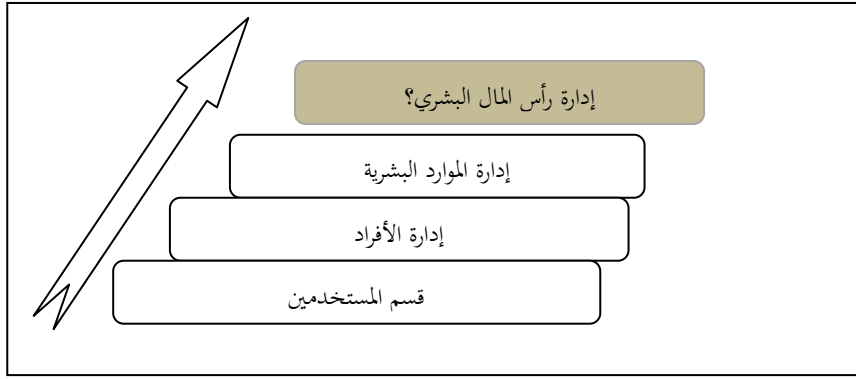 إدارة رأس المال البشري؟
إدارة الموارد البشرية
إدارة الأفراد
قسم المستخدمين